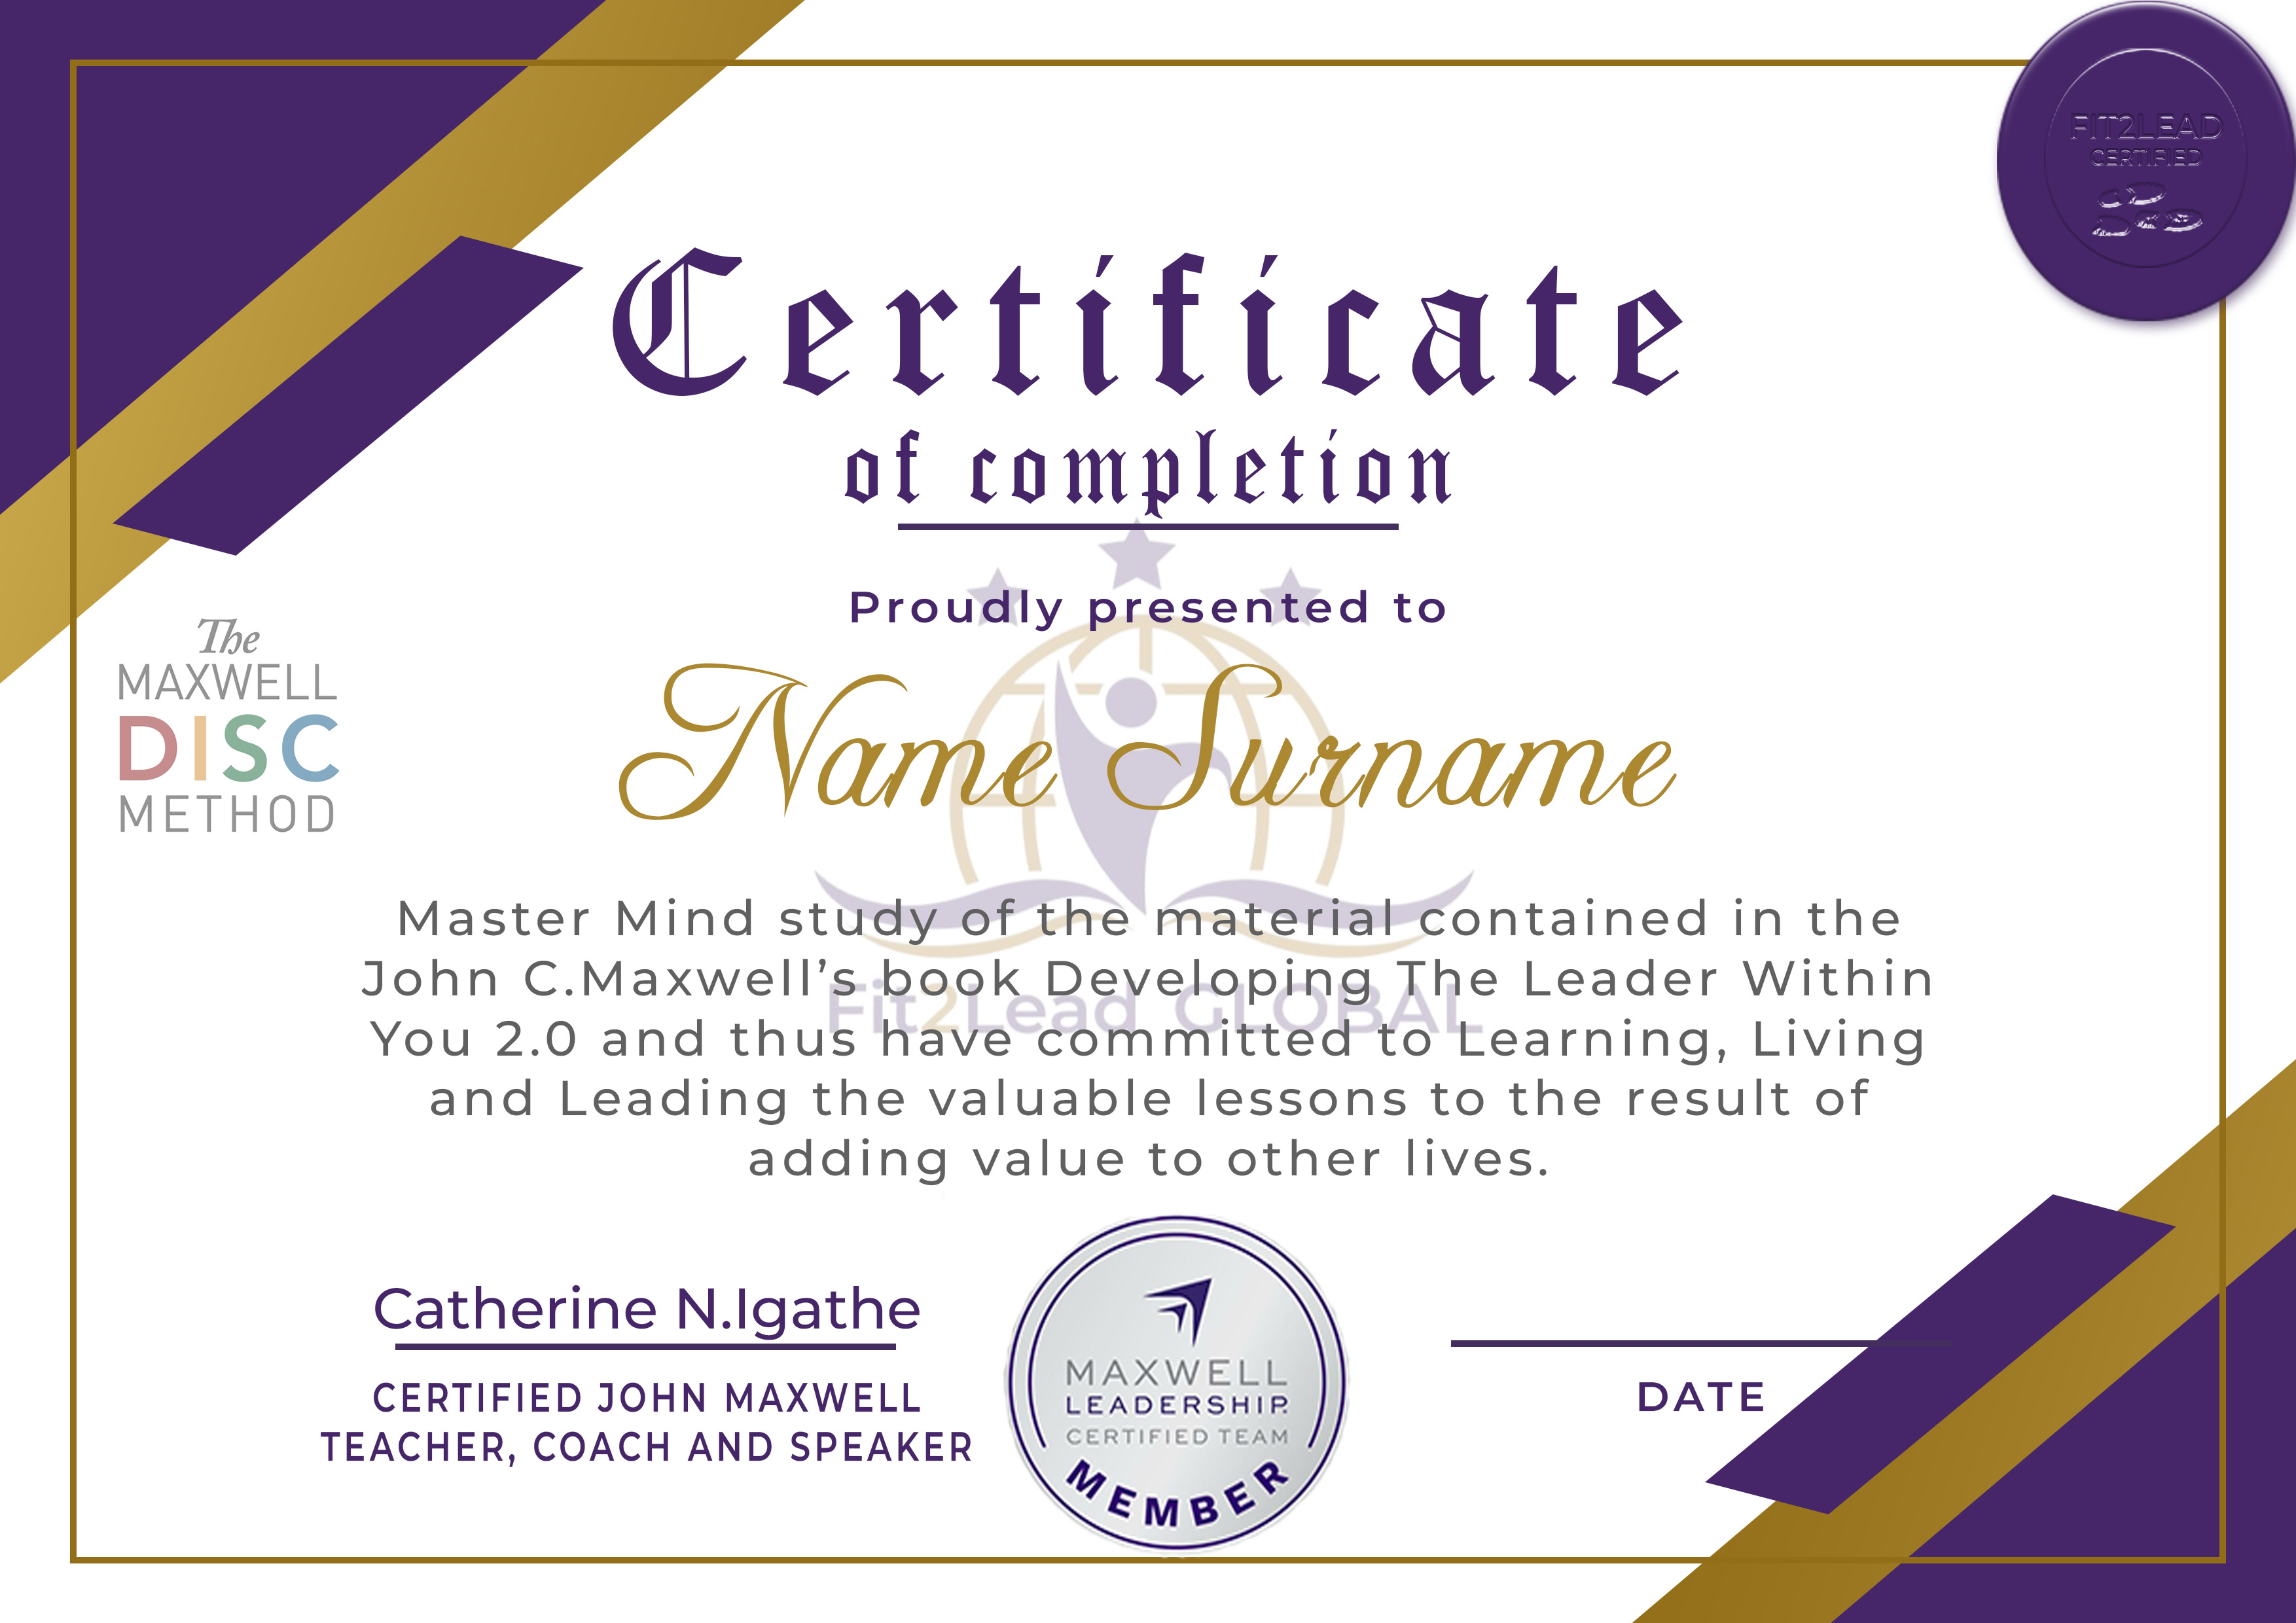 FIT2LEAD
CERTIFIED
Certificate
of completion
Proudly presented to
Name Surname
The
MAXWELL
DISC
METHOD
Master Mind study of the material contained in the
John C.Maxwell’s book Developing The Leader Within
You 2.0 and thus have committed to Learning, Living
and Leading the valuable lessons to the result of
adding value to other lives.
Fit2Lead GLOBAL
Catherine N.Igathe
CERTIFIED JOHN MAXWELL
TEACHER, COACH AND SPEAKER
MAXWELL
LEADERSHIP
CERTIFIED TEAM
MEMBER
DATE